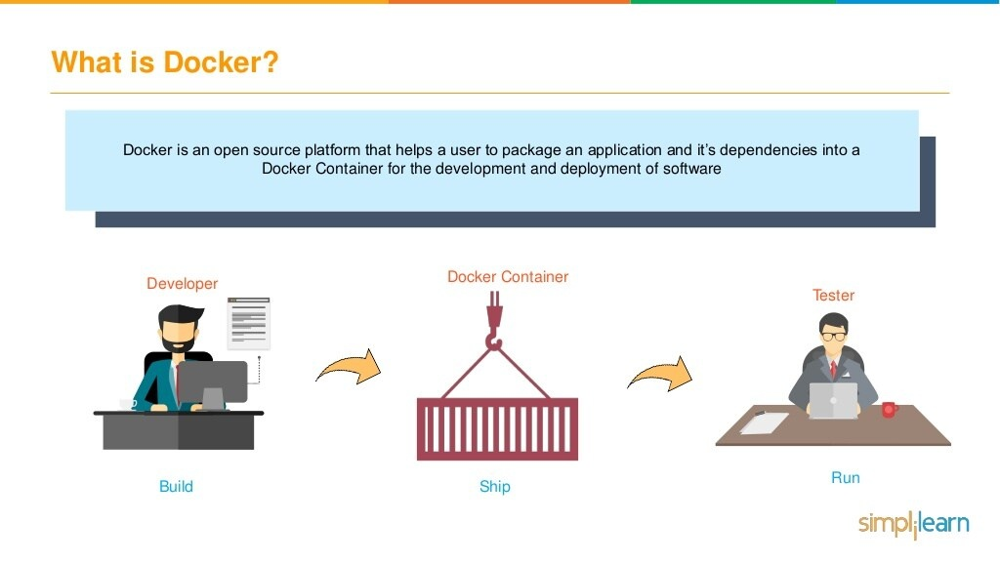 What is Docker?
Docker is an open source platform that helps a user to package an application and it’s dependencies into a
Docker Container for the development and deployment of software
Developer
Docker Container
Tester
Build
Ship
Run
simplilearn